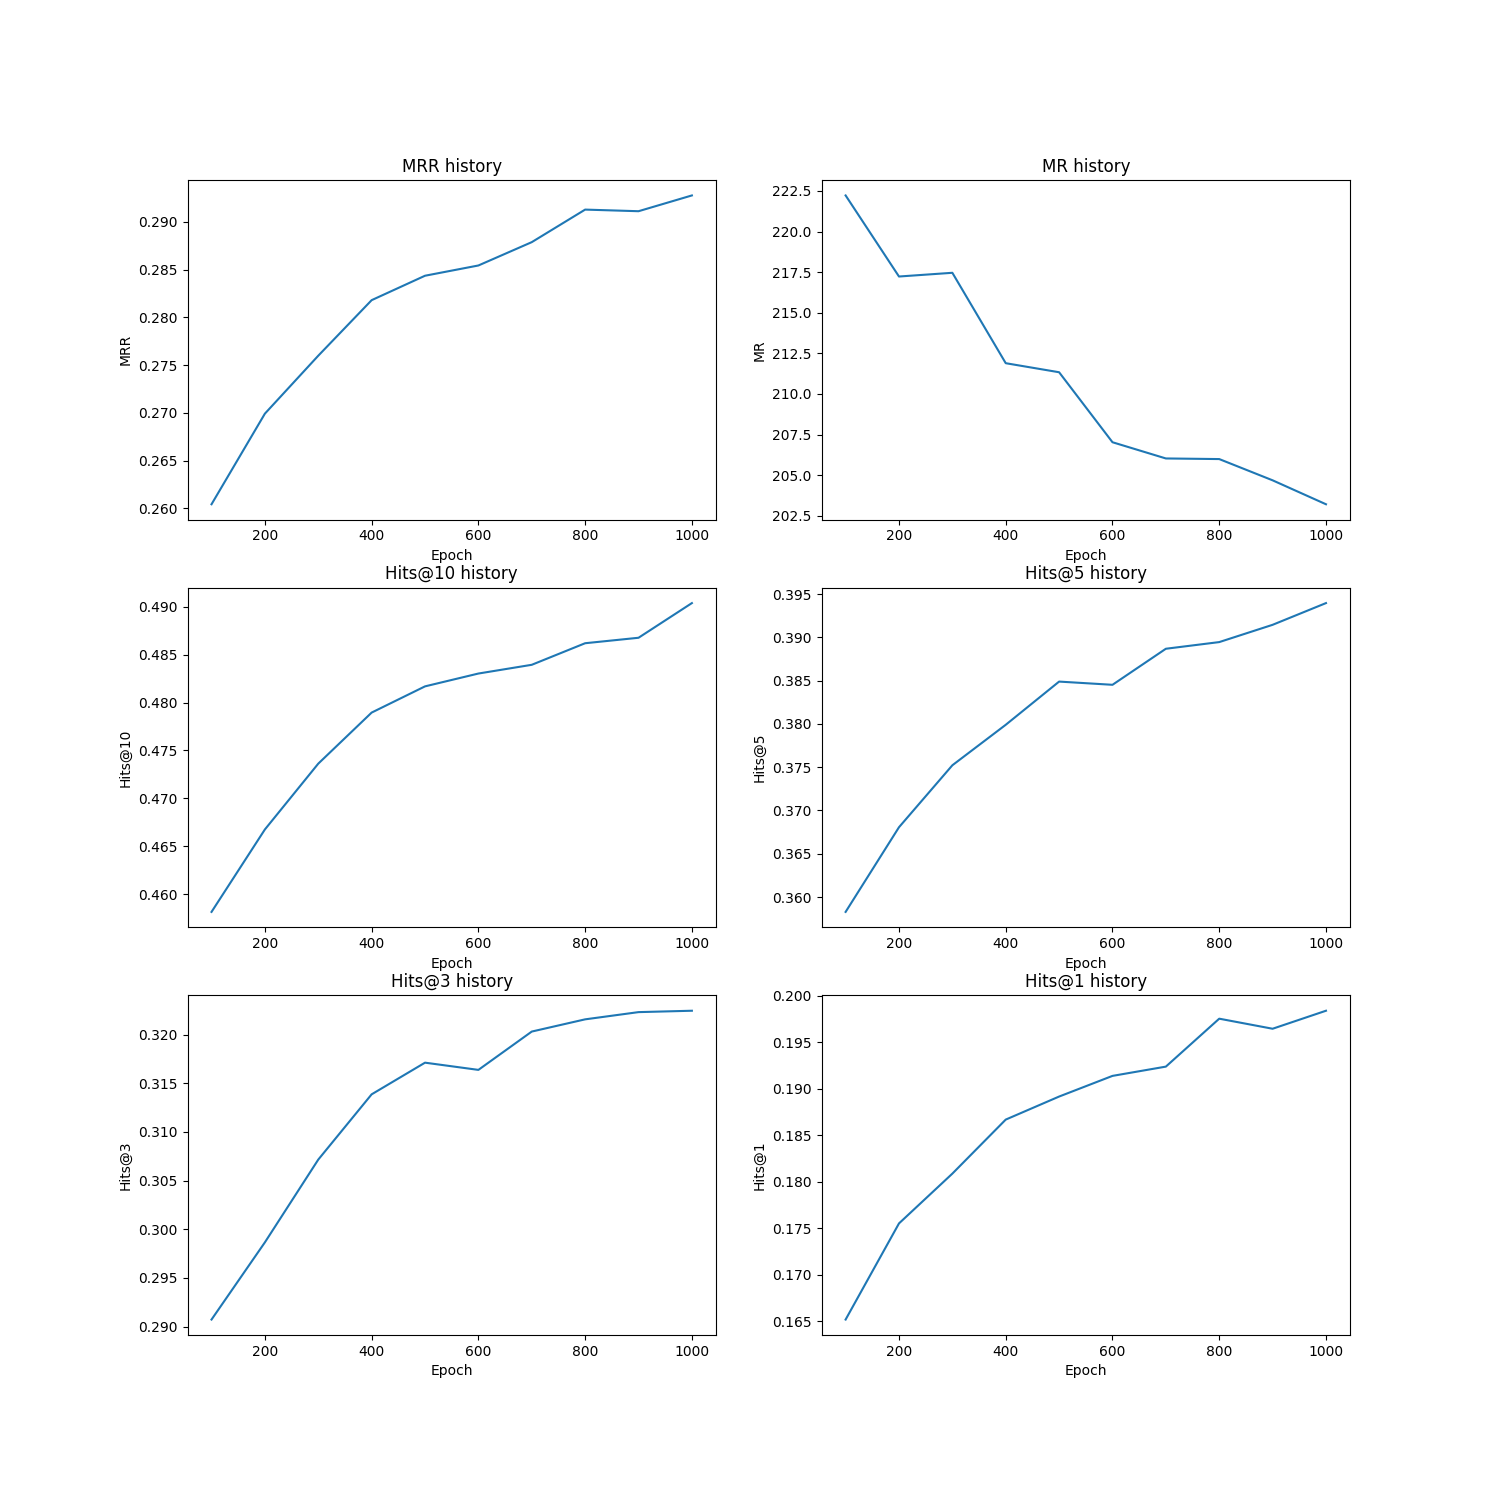 MRR history
MRR
0.290
0.285
0.280
0.275
0.270
0.265
0.260
200 400 600 800 1000
Epoch
MR history
MR
222.5
220.0
217.5
215.0
212.5
210.0
207.5
205.0
202.5
200 400 600 800 1000
Epoch
Hits@10 history
Hits@10
0.490
0.485
0.480
0.475
0.470
0.465
0.460
200 400 600 800 1000
Epoch
Hits@5 history
Hits@5
0.395
0.390
0.385
0.380
0.375
0.370
0.365
0.360
200 400 600 800 1000
Epoch
Hits@3 history
Hits@3
0.320
0.315
0.310
0.305
0.300
0.295
0.290
200 400 600 800 1000
Epoch
Hits@1 history
Hits@1
0.200
0.195
0.190
0.185
0.180
0.175
0.170
0.165
200 400 600 800 1000
Epoch